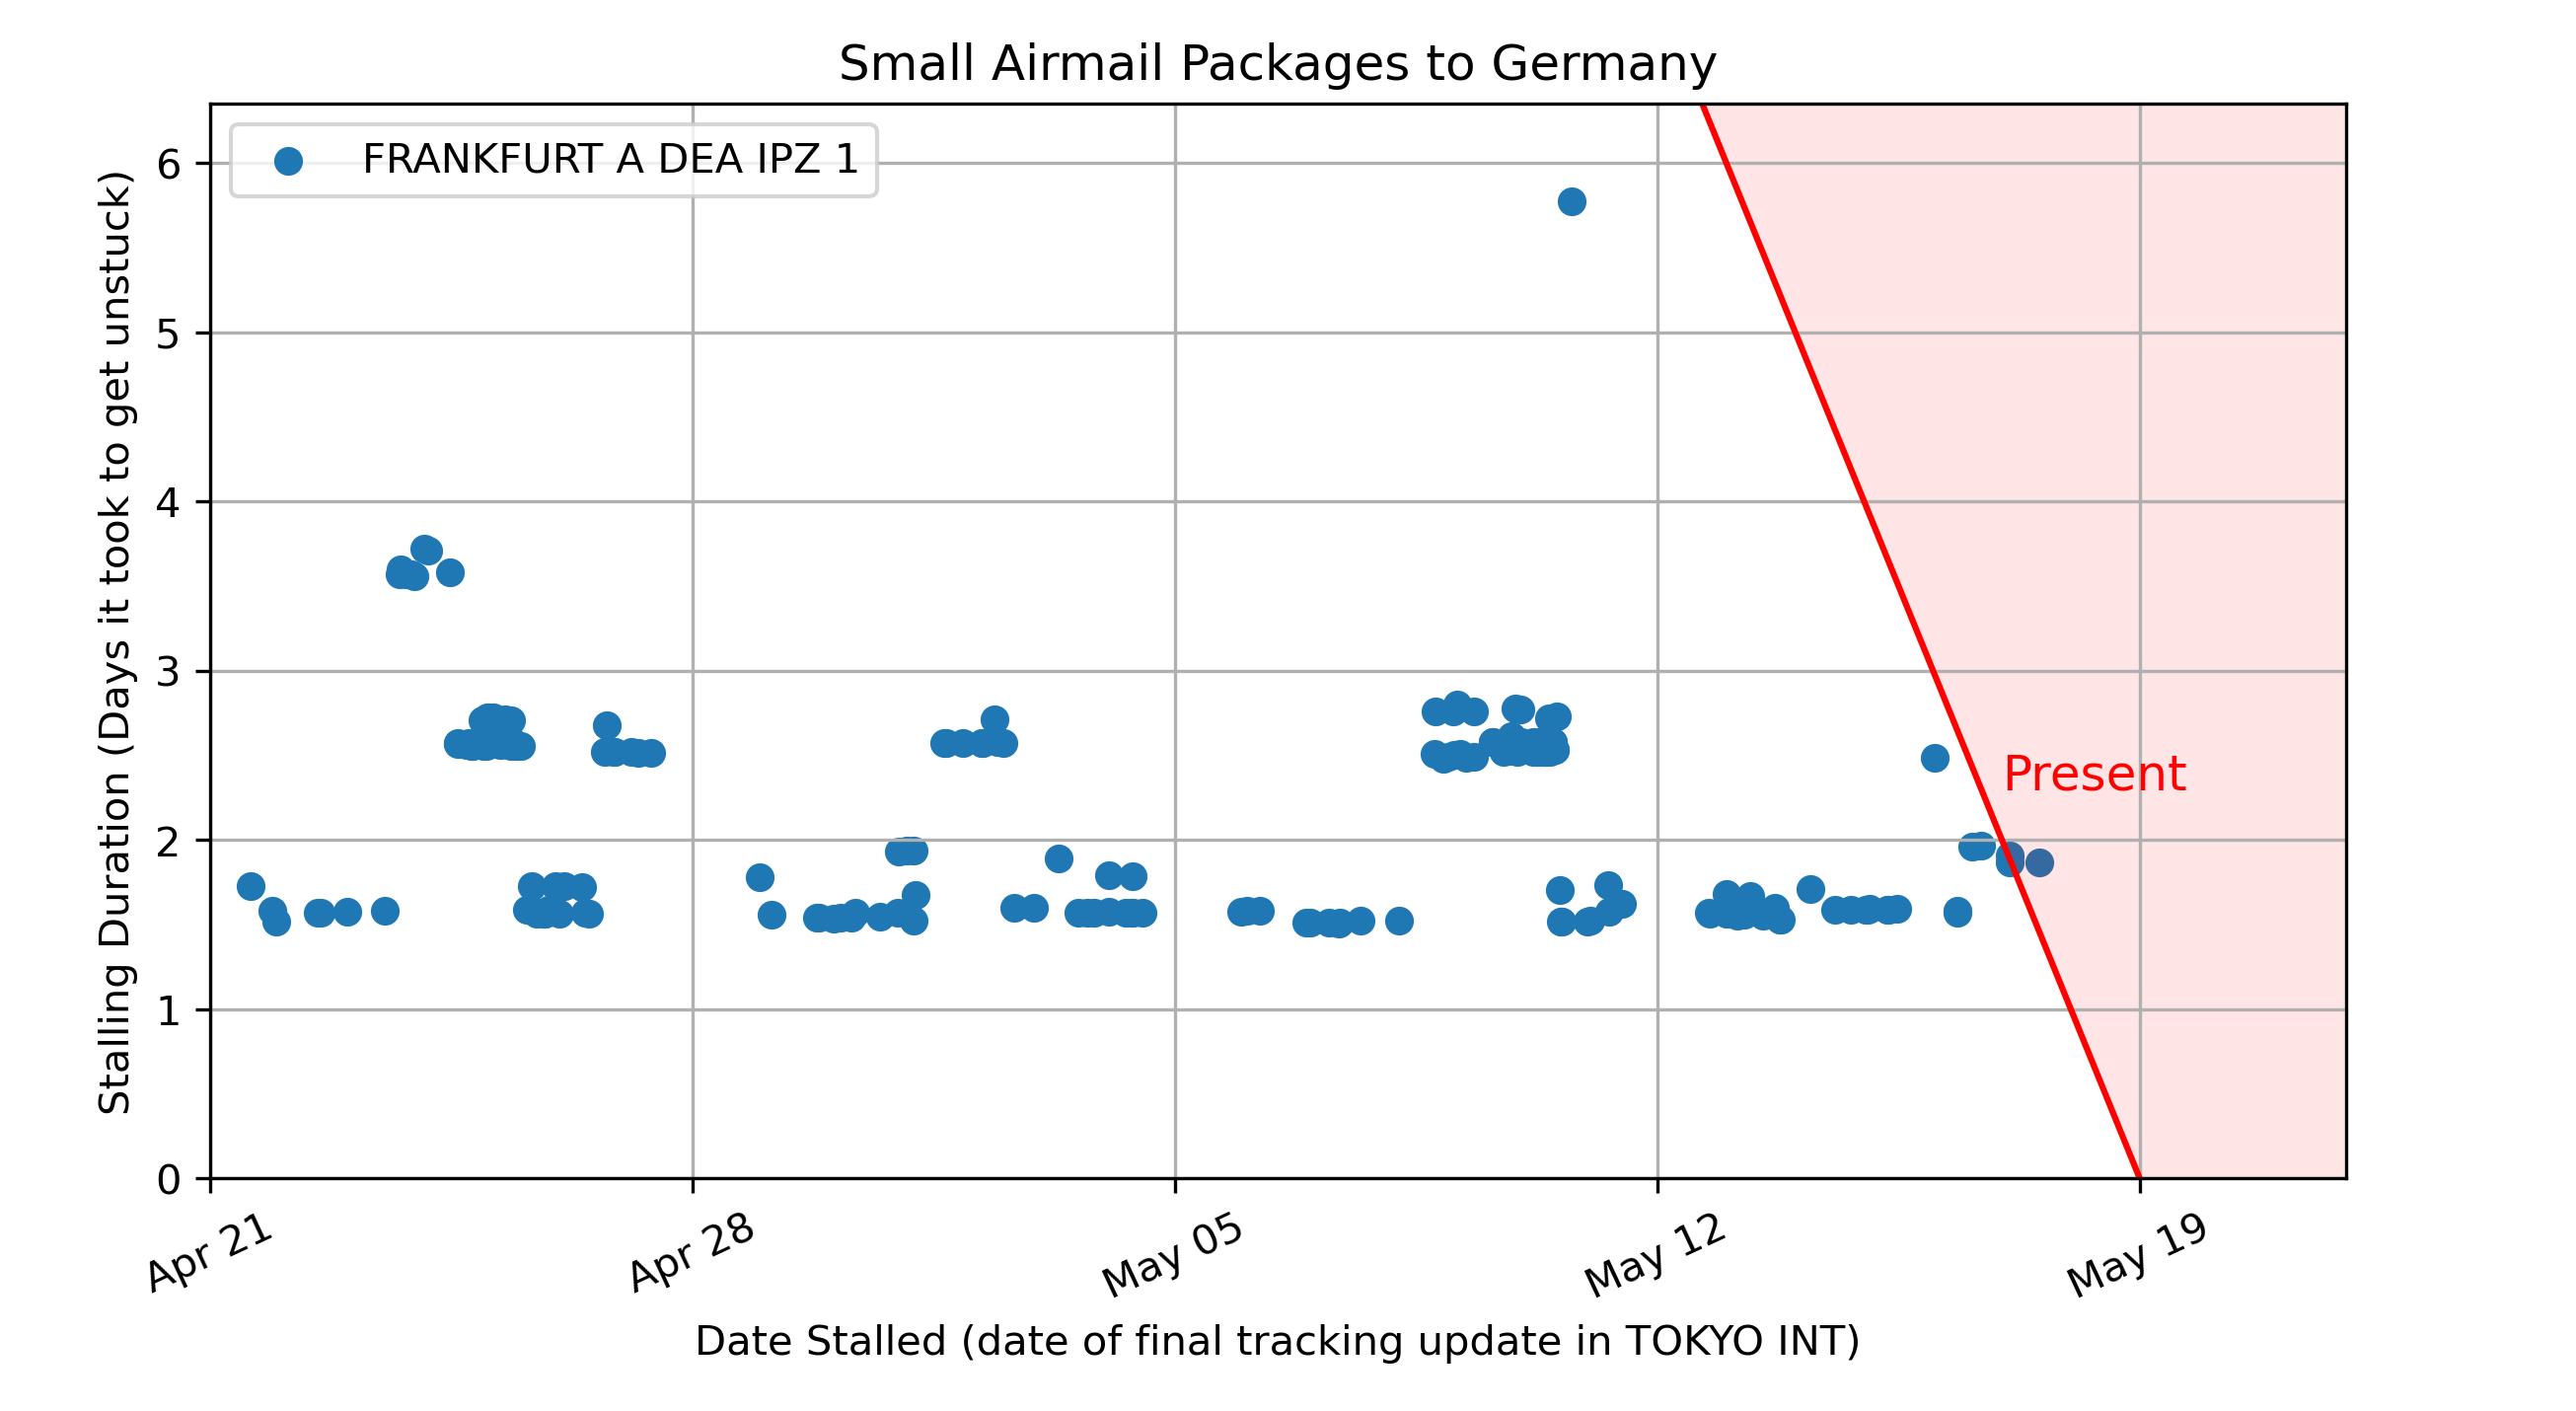 Small Airmail Packages to Germany
FRANKFURT A DEA IPZ 1
Stalling Duration (Days it took to get unstuck)
6
5
4
3
2
1
0
Present
Apr 21
Apr 28
May 05
May 12
May 19
Date Stalled (date of final tracking update in TOKYO INT)